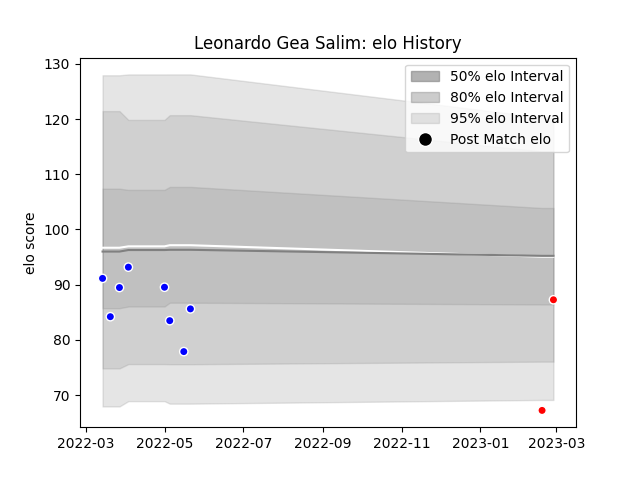 Leonardo Gea Salim: elo History
130
120
110
100
90
80
70
elo score
50% elo Interval
80% elo Interval
95% elo Interval
Post Match elo
2022-03
2022-05
2022-07
2022-09
2022-11
2023-01
2023-03